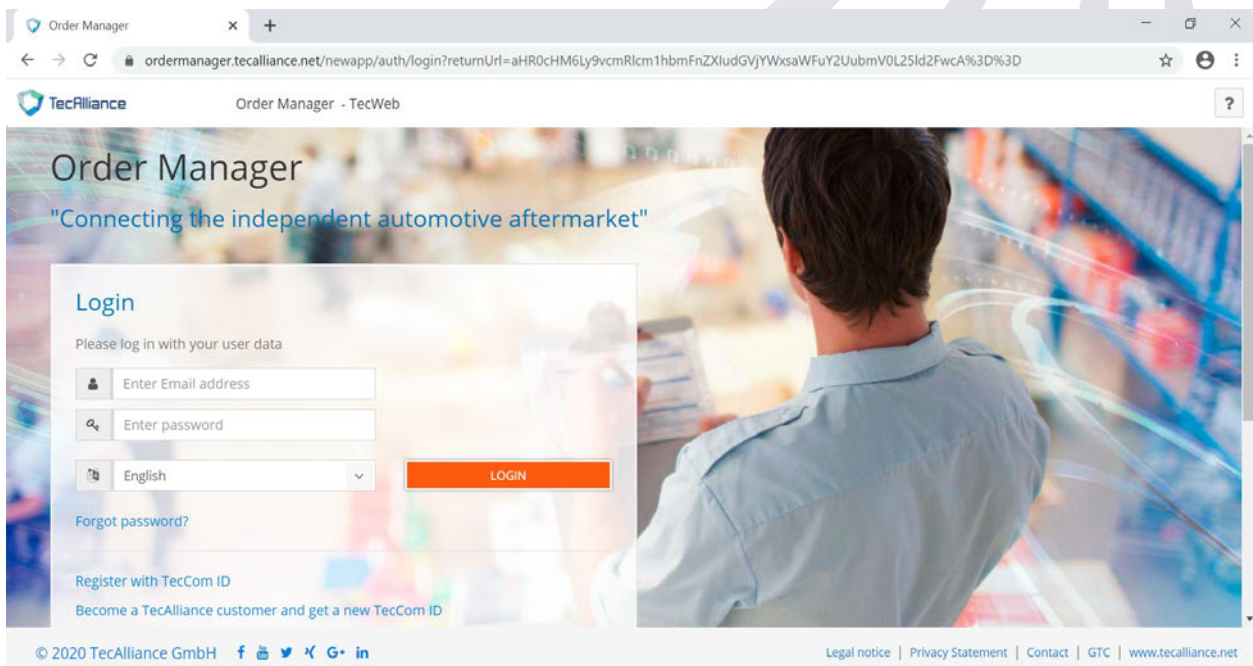 Order Manager
ordermanager.tecalliance.net/newapp/auth/login?returnUrl=aHR0cHM6Ly9vcmRlcm1hbmFnZXIudGVjYWxsaWFuY2UubmV0L25ld2FwcA%3D%3D
TecAlliance
Order Manager - TecWeb
?
Order Manager
"Connecting the independent automotive aftermarket"
Login
Please log in with your user data
Enter Email address
Enter password
English
LOGIN
Forgot password?
Register with TecCom ID
Become a TecAlliance customer and get a new TecCom ID
© 2020 TecAlliance GmbH
Legal notice | Privacy Statement | Contact | GTC | www.tecalliance.net